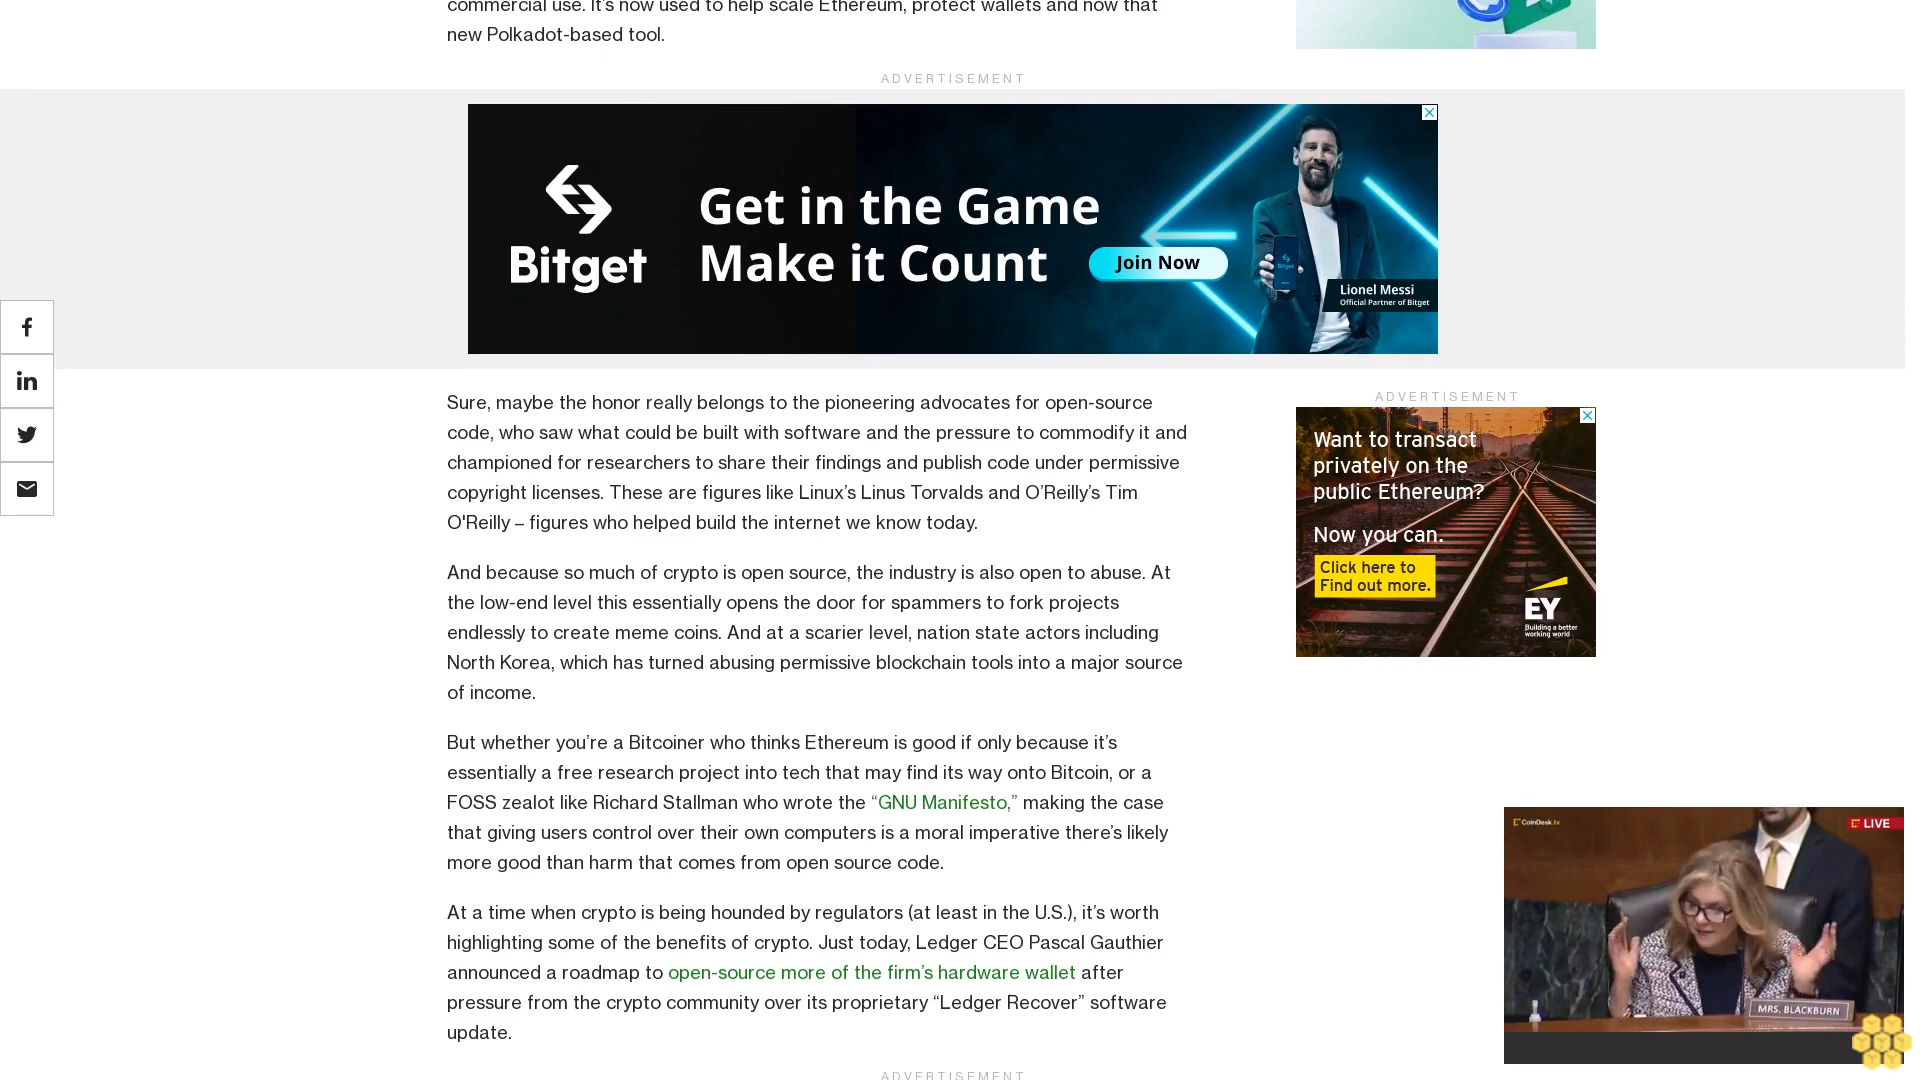 commercial use. It’s now used to help scale Ethereum, protect wallets and now that
new Polkadot-based tool.
ADVERTISEMENT
Bitget
Get in the Game
Make it Count
Join Now
Lionel Messi
Official Partner of Bitget
Sure, maybe the honor really belongs to the pioneering advocates for open-source
code, who saw what could be built with software and the pressure to commodify it and
championed for researchers to share their findings and publish code under permissive
copyright licenses. These are figures like Linux’s Linus Torvalds and O’Reilly’s Tim
O'Reilly – figures who helped build the internet we know today.
And because so much of crypto is open source, the industry is also open to abuse. At
the low-end level this essentially opens the door for spammers to fork projects
endlessly to create meme coins. And at a scarier level, nation state actors including
North Korea, which has turned abusing permissive blockchain tools into a major source
of income.
But whether you’re a Bitcoiner who thinks Ethereum is good if only because it’s
essentially a free research project into tech that may find its way onto Bitcoin, or a
FOSS zealot like Richard Stallman who wrote the “GNU Manifesto,” making the case
that giving users control over their own computers is a moral imperative there’s likely
more good than harm that comes from open source code.
At a time when crypto is being hounded by regulators (at least in the U.S.), it’s worth
highlighting some of the benefits of crypto. Just today, Ledger CEO Pascal Gauthier
announced a roadmap to open-source more of the firm’s hardware wallet after
pressure from the crypto community over its proprietary “Ledger Recover” software
update.
ADVERTISEMENT
ADVERTISEMENT
Want to transact
privately on the
public Ethereum?
Now you can.
Click here to
Find out more.
EY
Building a better
working world
CoinDesk.tv
LIVE
MRS. BLACKBURN